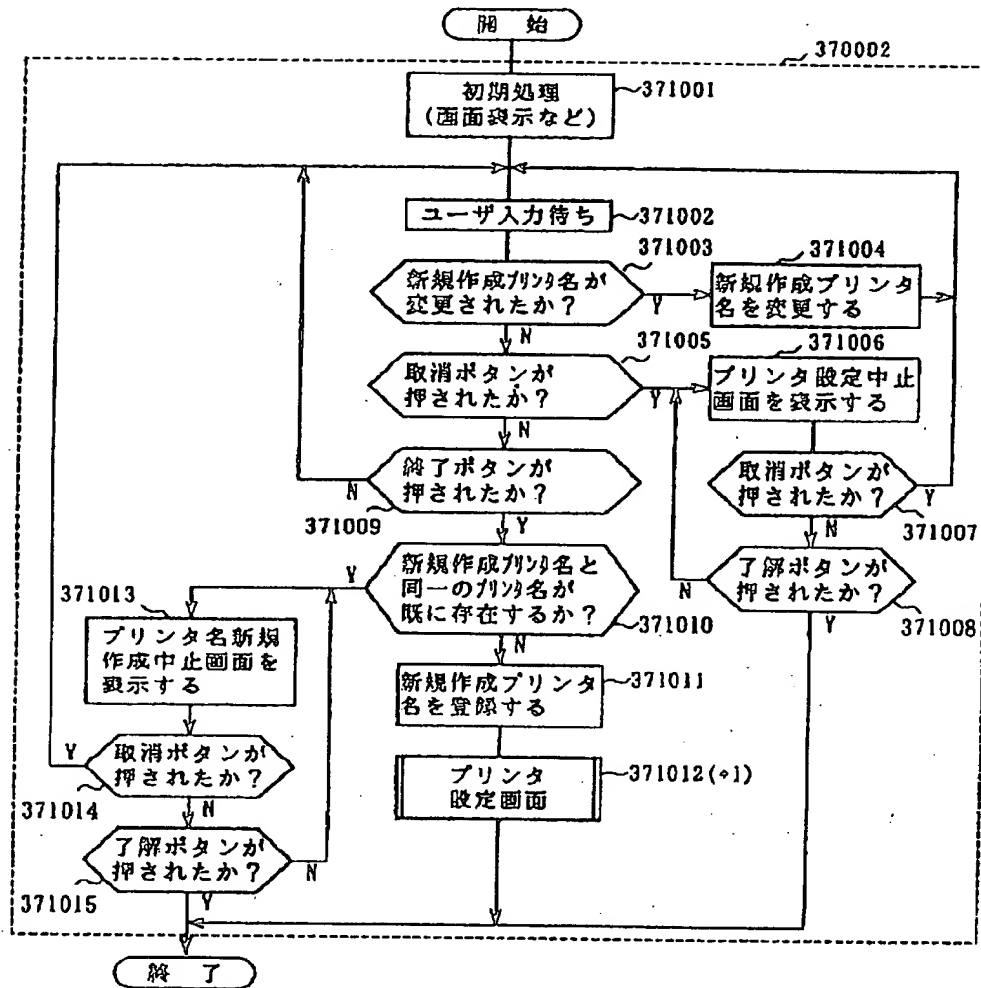 開 始
370002
初期処理
(画面表示など)
371001
ユーザ入力待ち
371002
新規作成プリンタ名が
変更されたか?
371003
Y
N
371004
新規作成プリンタ
名を変更する
取消ボタンが
押されたか?
371005
Y
N
371006
プリンタ設定中止
画面を表示する
終了ボタンが
押されたか?
N
371009
Y
取消ボタンが
押されたか?
Y
371007
N
新規作成プリンタ名と
同一のプリンタ名が
既に存在するか?
Y
371010
N
了解ボタンが
押されたか?
N
371008
Y
371013
プリンタ名新規
作成中止画面を
表示する
新規作成プリンタ
名を登録する
371011
取消ボタンが
押されたか?
Y
371014
N
プリンタ
設定画面
371012(*1)
了解ボタンが
押されたか?
N
371015
Y
終 了